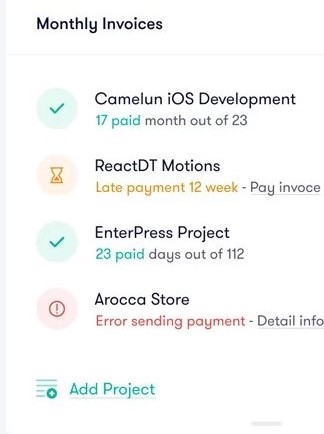 Monthly Invoices
Camelun iOS Development
17 paid month out of 23
ReactDT Motions
Late payment 12 week - Pay invoce
EnterPress Project
23 paid days out of 112
Arocca Store
Error sending payment - Detail info
Add Project